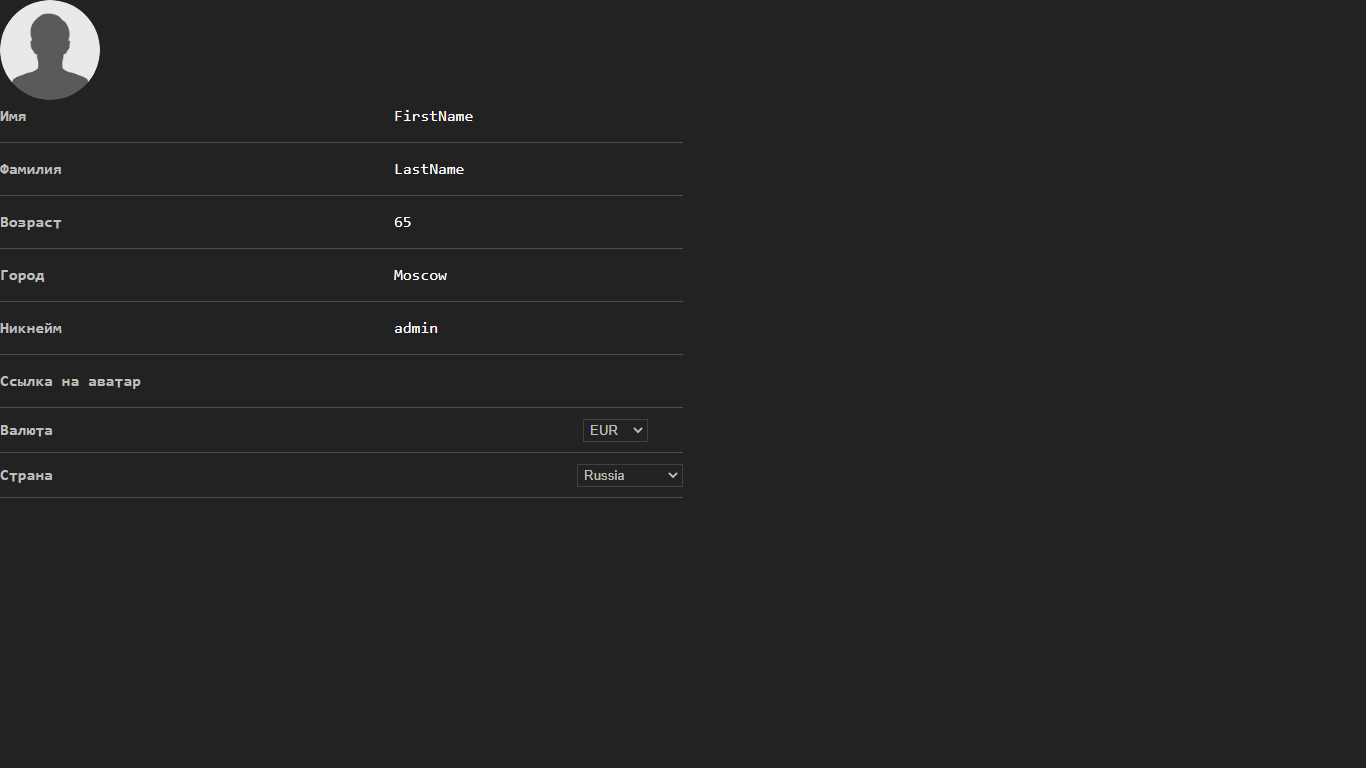 Имя FirstName
Фамилия LastName
Возраст 65
Город Moscow
Никнейм admin
Ссылка на аватар
Валюта EUR
Страна Russia